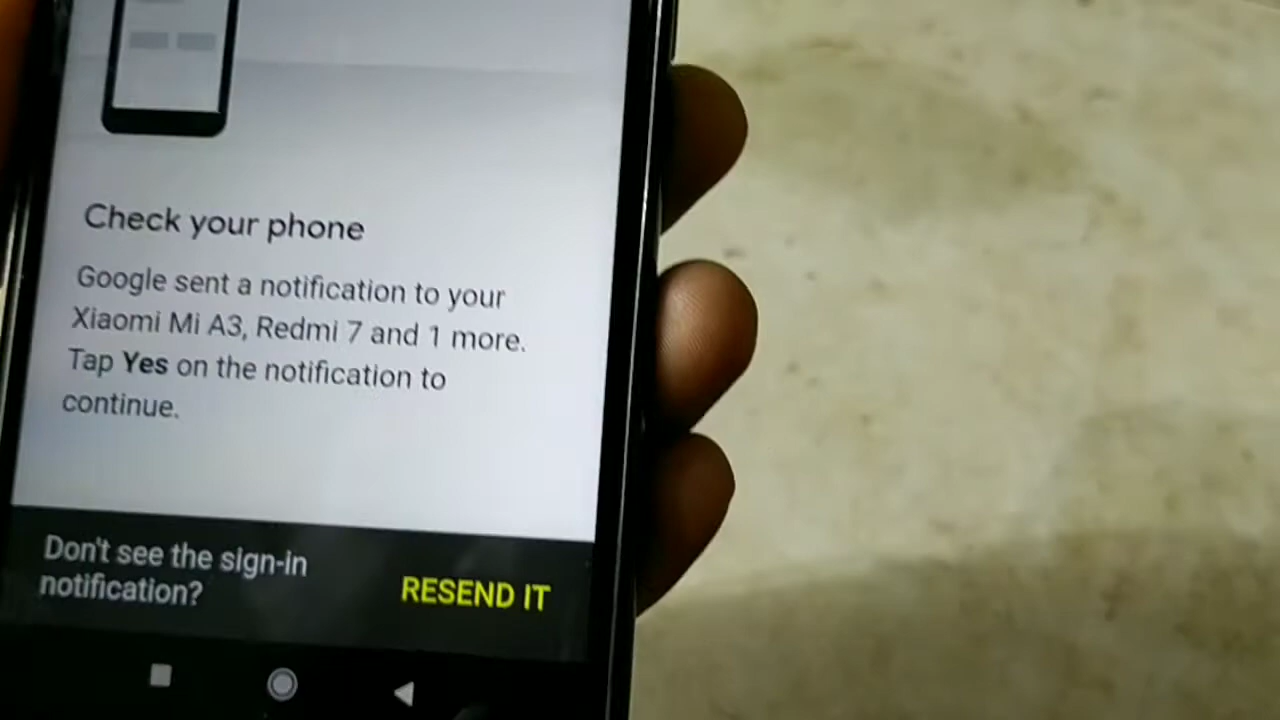 Check your phone
Google sent a notification to your
Xiaomi Mi A3, Redmi 7 and 1 more.
Tap Yes on the notification to
continue.
Don't see the sign-in
notification?
RESEND IT